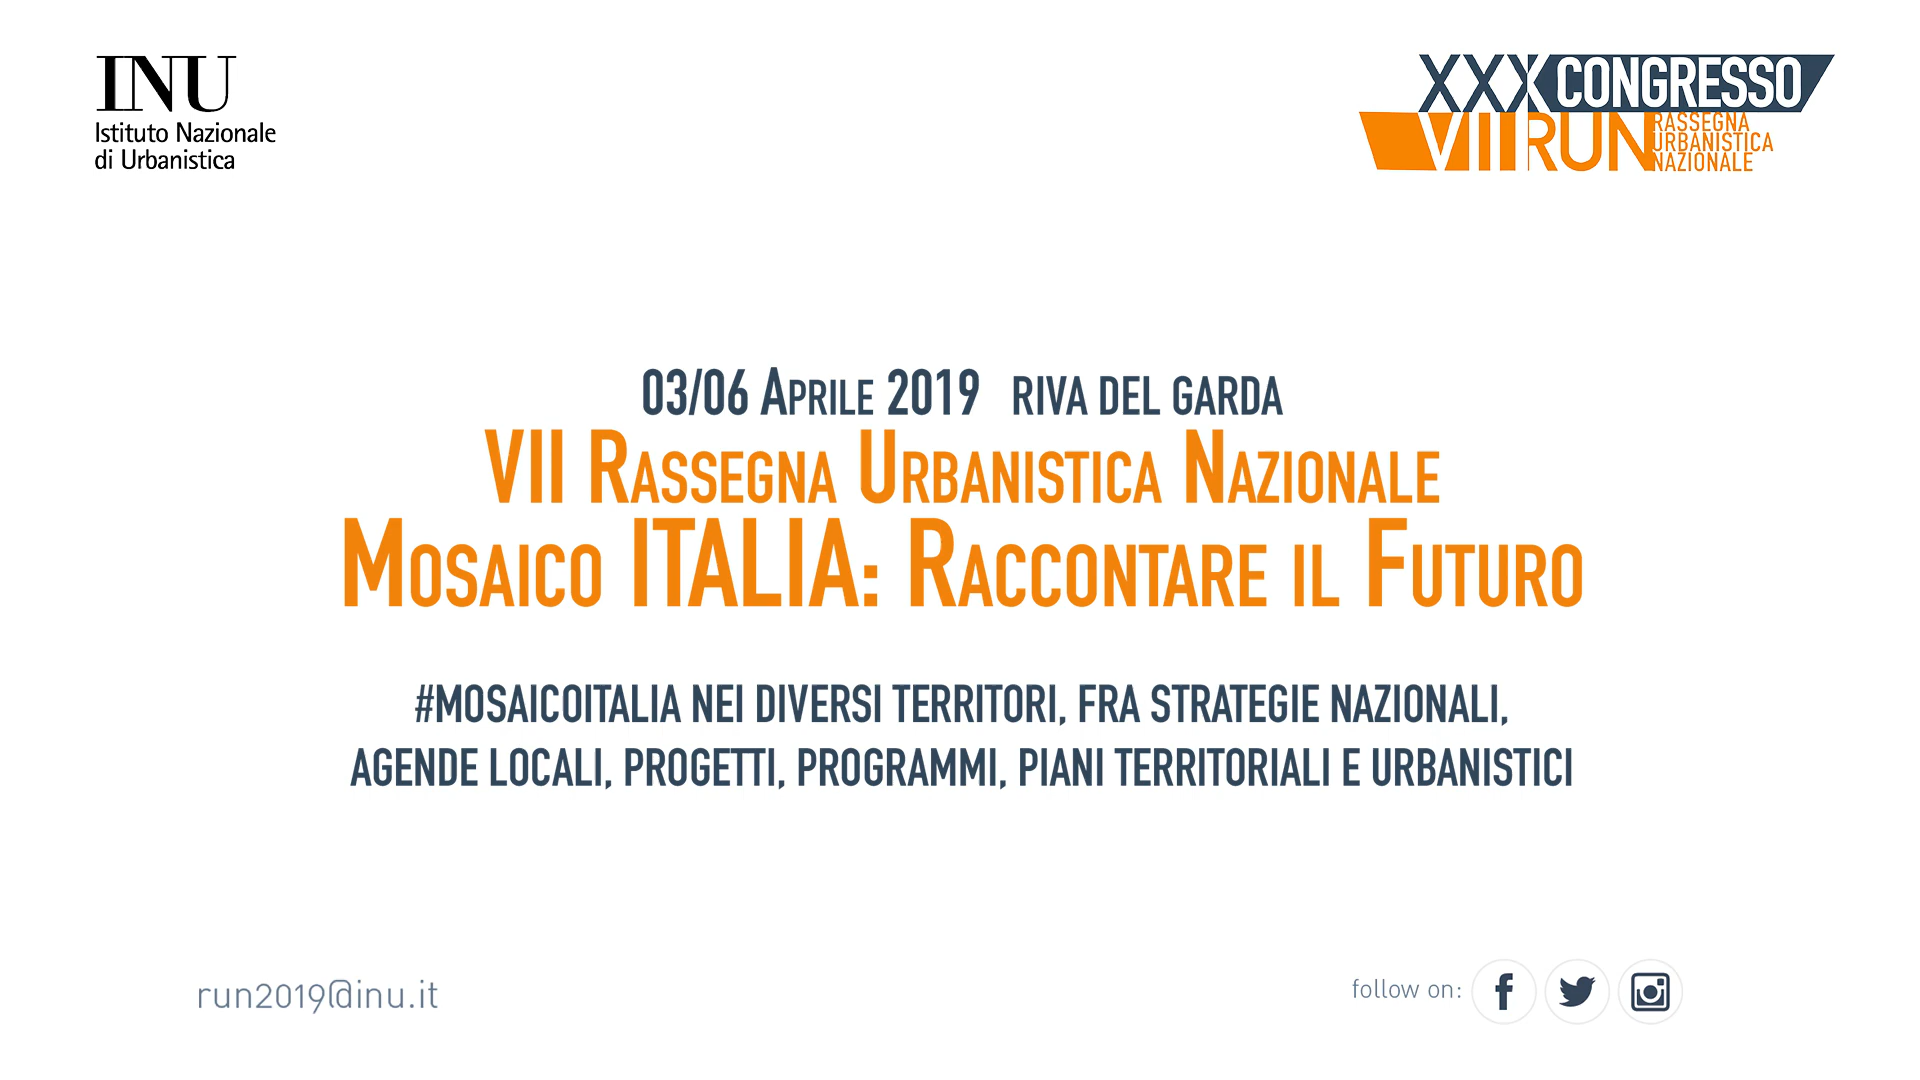 INU
Istituto Nazionale
di Urbanistica
XXX CONGRESSO
VII RUN RASSEGNA
URBANISTICA
NAZIONALE
03/06 APRILE 2019 RIVA DEL GARDA
VII RASSEGNA URBANISTICA NAZIONALE
MOSAICO ITALIA: RACCONTARE IL FUTURO
#MOSAICOITALIA NEI DIVERSI TERRITORI, FRA STRATEGIE NAZIONALI,
AGENDE LOCALI, PROGETTI, PROGRAMMI, PIANI TERRITORIALI E URBANISTICI
run2019@inu.it
follow on: